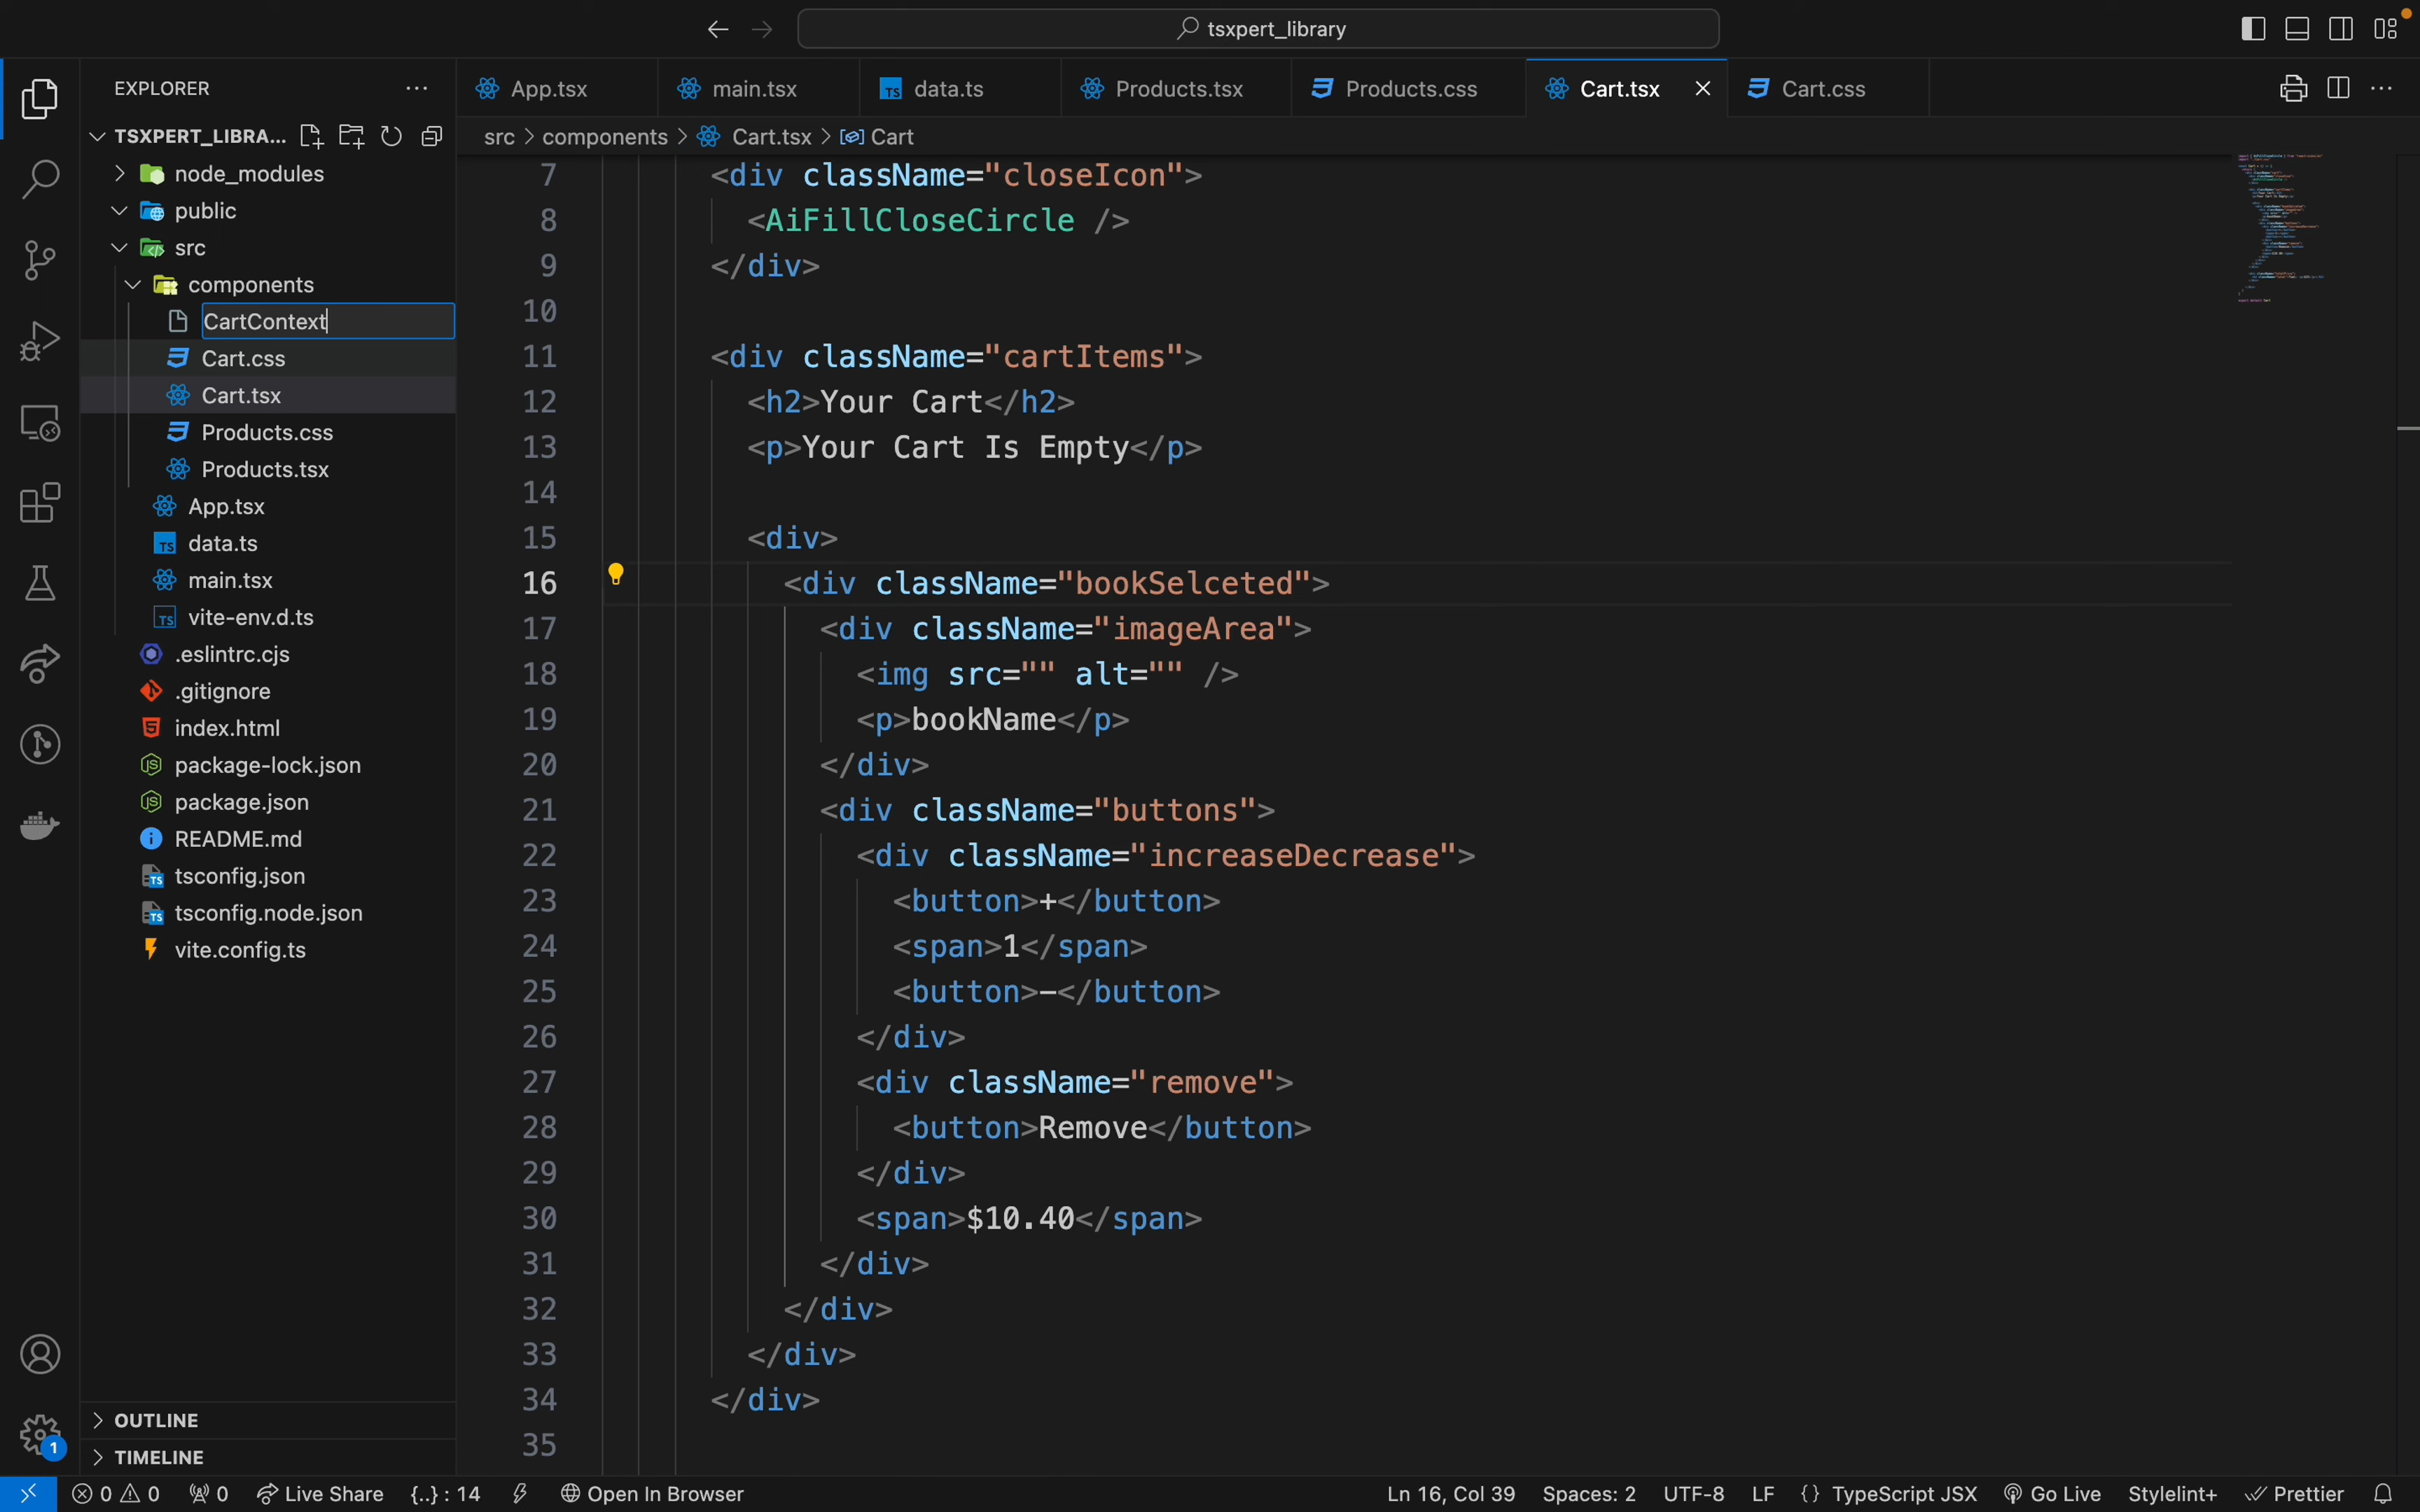 tsxpert_library
EXPLORER
TSXPERT_LIBRA...
node_modules
public
src
components
CartContext
Cart.css
Cart.tsx
Products.css
Products.tsx
App.tsx
data.ts
main.tsx
vite-env.d.ts
.eslintrc.cjs
.gitignore
index.html
package-lock.json
package.json
README.md
tsconfig.json
tsconfig.node.json
vite.config.ts
OUTLINE
TIMELINE
1
App.tsx main.tsx TS data.ts Products.tsx Products.css Cart.tsx Cart.css
src > components > Cart.tsx > Cart
7 <div className="closeIcon">
8 <AiFillCloseCircle />
9 </div>
10
11 <div className="cartItems">
12 <h2>Your Cart</h2>
13 <p>Your Cart Is Empty</p>
14
15 <div>
16 <div className="bookSelceted">
17 <div className="imageArea">
18 <img src="" alt="" />
19 <p>bookName</p>
20 </div>
21 <div className="buttons">
22 <div className="increaseDecrease">
23 <button>+</button>
24 <span>1</span>
25 <button>-</button>
26 </div>
27 <div className="remove">
28 <button>Remove</button>
29 </div>
30 <span>$10.40</span>
31 </div>
32 </div>
33 </div>
34 </div>
35
0 0 0 Live Share {..} : 14 Open In Browser Ln 16, Col 39 Spaces: 2 UTF-8 LF {} TypeScript JSX Go Live Stylelint+ Prettier